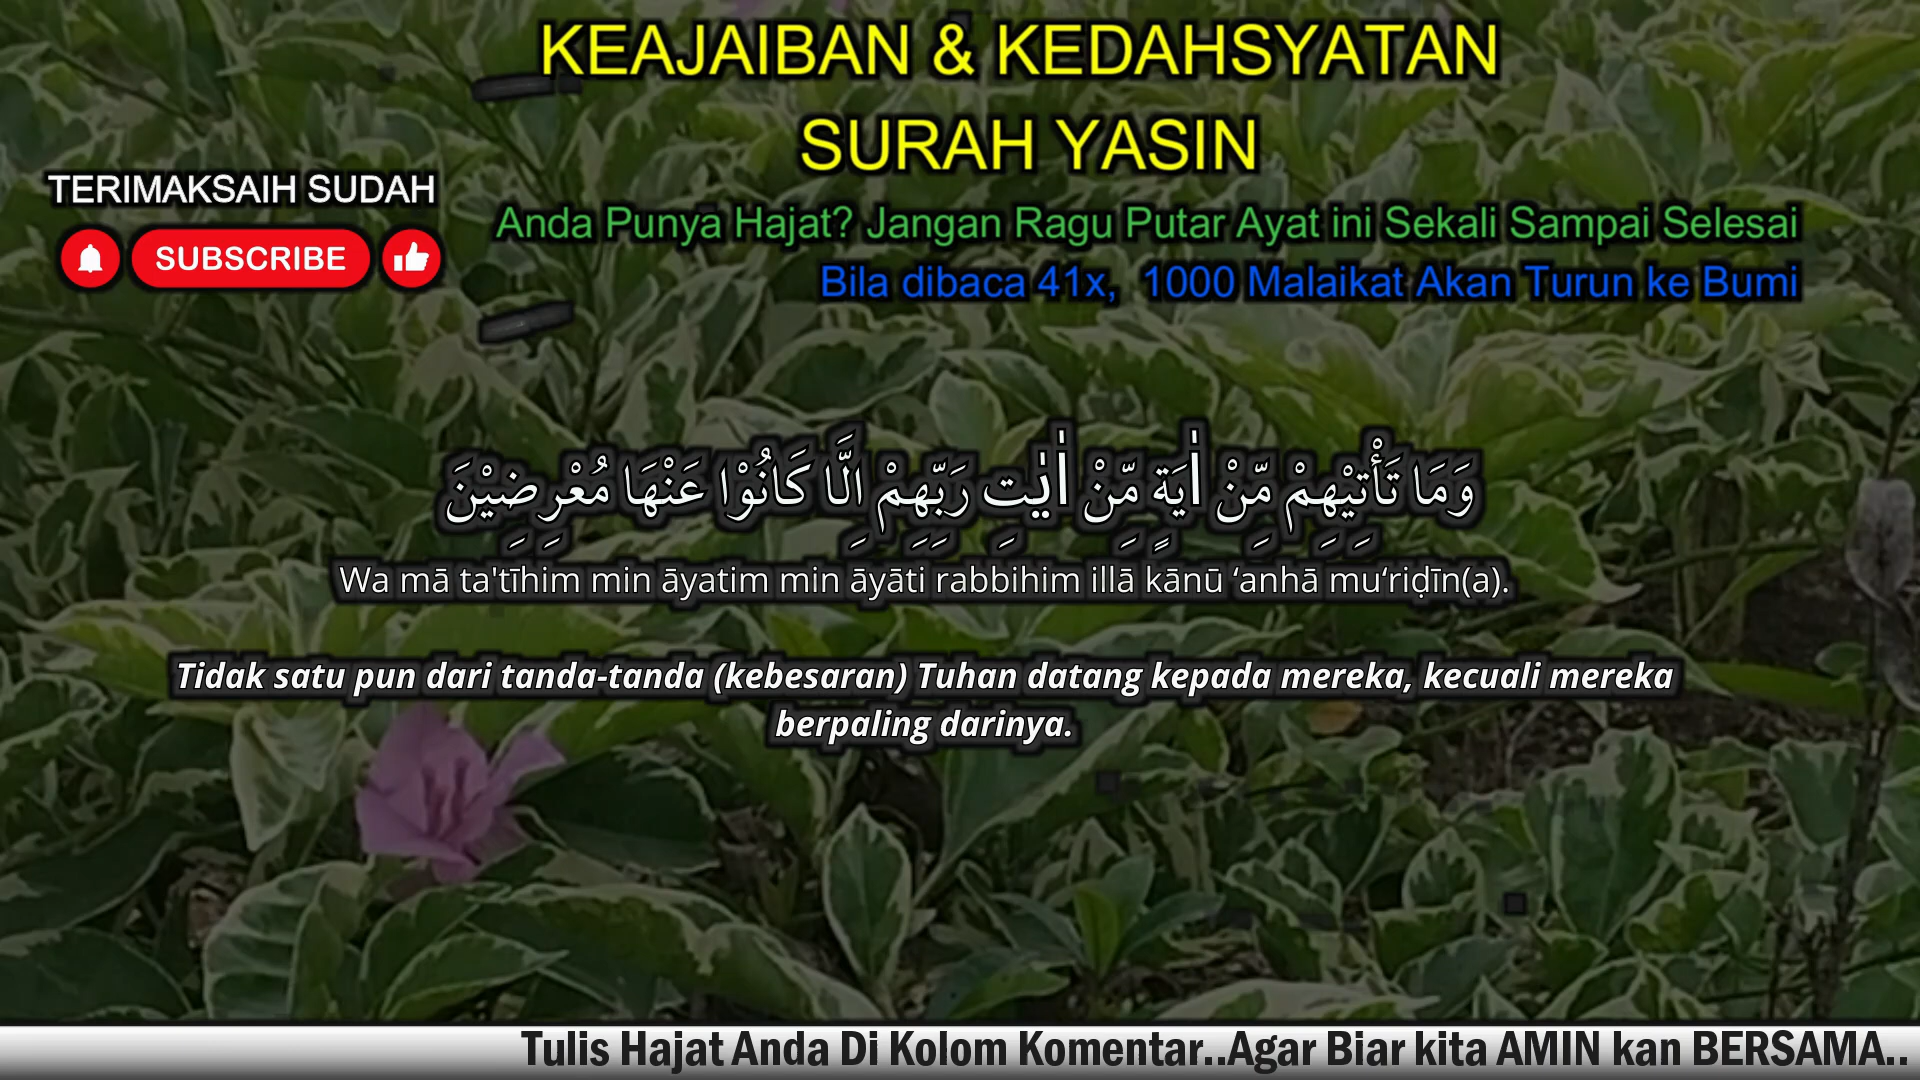 KEAJAIBAN & KEDAHSYATAN
SURAH YASIN
TERIMAKSAIH SUDAH
SUBSCRIBE
Anda Punya Hajat? Jangan Ragu Putar Ayat ini Sekali Sampai Selesai
Bila dibaca 41x, 1000 Malaikat Akan Turun ke Bumi
وَمَا تَأْتِيْهِمْ مِّنْ اٰيَةٍ مِّنْ اٰيٰتِ رَبِّهِمْ اِلَّا كَانُوْا عَنْهَا مُعْرِضِيْنَ
Wa mā ta'tīhim min āyatim min āyāti rabbihim illā kānū ‘anhā mu‘riḍīn(a).
Tidak satu pun dari tanda-tanda (kebesaran) Tuhan datang kepada mereka, kecuali mereka
berpaling darinya.
Tulis Hajat Anda Di Kolom Komentar..Agar Biar kita AMIN kan BERSAMA..